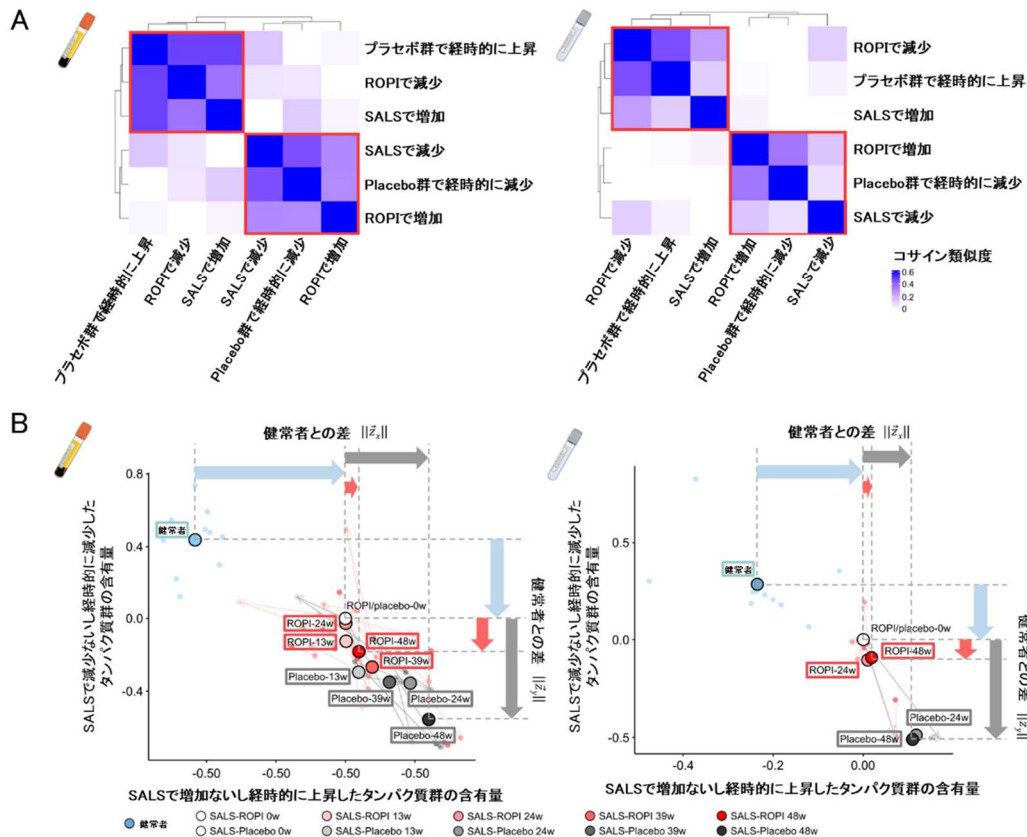 A
プラセボ群で経時的に上昇
ROPIで減少
SALSで増加
SALSで減少
Placebo群で経時的に減少
ROPIで増加
プラセボ群で経時的に上昇
ROPIで減少
SALSで増加
SALSで減少
Placebo群で経時的に減少
ROPIで増加
ROPIで減少
プラセボ群で経時的に上昇
SALSで増加
ROPIで増加
Placebo群で経時的に減少
SALSで減少
ROPIで減少
プラセボ群で経時的に上昇
SALSで増加
ROPIで増加
Placebo群で経時的に減少
SALSで減少
コサイン類似度
0.6
0.4
0.2
0
B
健常者との差 ||z⃗x||
SALSで減少ないし経時的に減少した
タンパク質群の含有量
0.8
0.4
0.0
-0.4
健常者
ROPI/placebo-0w
ROPI-24w
ROPI-13w
ROPI-48w
ROPI-39w
Placebo-13w
Placebo-39w
Placebo-24w
Placebo-48w
健常者との差 ||z⃗y||
-0.50
-0.50
-0.50
-0.50
SALSで増加ないし経時的に上昇したタンパク質群の含有量
健常者との差 ||z⃗x||
SALSで減少ないし経時的に減少した
タンパク質群の含有量
0.5
0.0
-0.5
健常者
ROPI/placebo-0w
ROPI-48w
ROPI-24w
Placebo-24w
Placebo-48w
健常者との差 ||z⃗y||
-0.4
-0.2
0.00
SALSで増加ないし経時的に上昇したタンパク質群の含有量
健常者
SALS-ROPI 0w
SALS-ROPI 13w
SALS-ROPI 24w
SALS-ROPI 39w
SALS-ROPI 48w
SALS-Placebo 0w
SALS-Placebo 13w
SALS-Placebo 24w
SALS-Placebo 39w
SALS-Placebo 48w